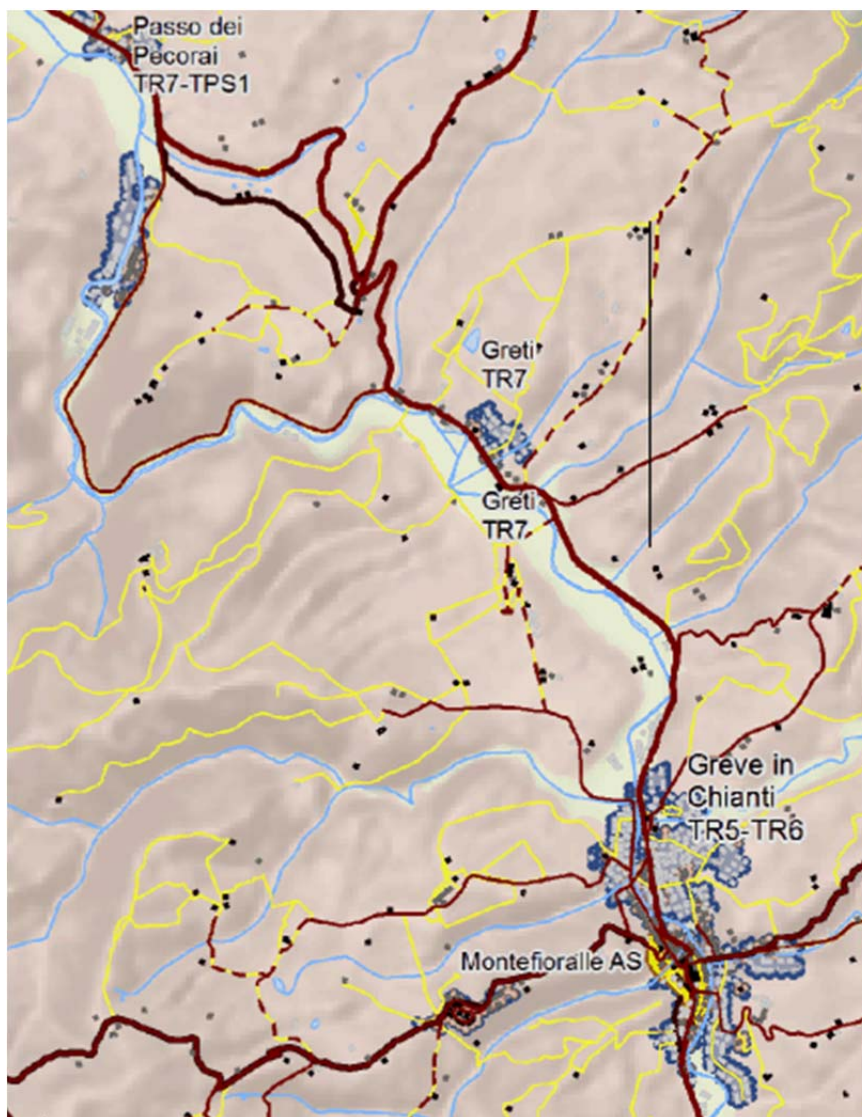 Passo dei
Pecorai
TR7-TPS1
Greti
TR7
Greti
TR7
Greve in
Chianti
TR5-TR6
Montefioralle AS